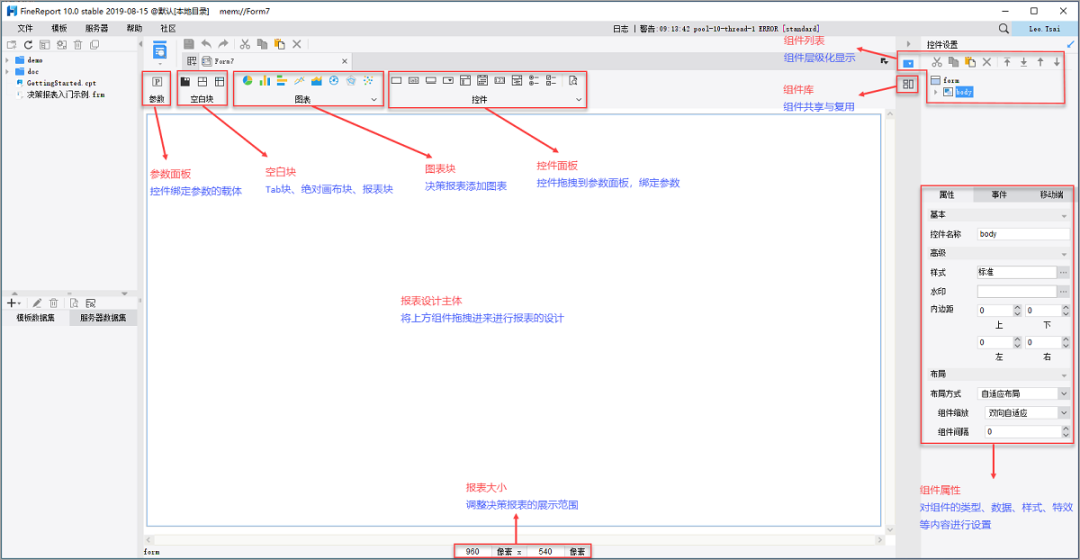 FineReport 10.0 stable 2019-08-15 @默认[本地目录]    mem://Form7
文件 模板 服务器 帮助 社区
日志 | 警告:09:13:42 pool-10-thread-1 ERROR [standard]
Leo Tsai
demo
doc
GettingStarted.cpt
决策报表入门示例.frm
Form7
参数
空白块
图表
控件
组件列表
组件层级化显示
组件库
组件共享与复用
控件设置
form
body
参数面板
控件绑定参数的载体
空白块
Tab块、绝对画布块、报表块
图表块
决策报表添加图表
控件面板
控件拖拽到参数面板，绑定参数
模板数据集 服务器数据集
报表设计主体
将上方组件拖拽进来进行报表的设计
属性 事件 移动端
基本
控件名称 body
高级
样式 标准
水印
内边距 0 0
上 下
0 0
左 右
布局
布局方式 自适应布局
组件缩放 双向自适应
组件间隔 0
组件属性
对组件的类型、数据、样式、特效
等内容进行设置
报表大小
调整决策报表的展示范围
form
960 像素 x 540 像素